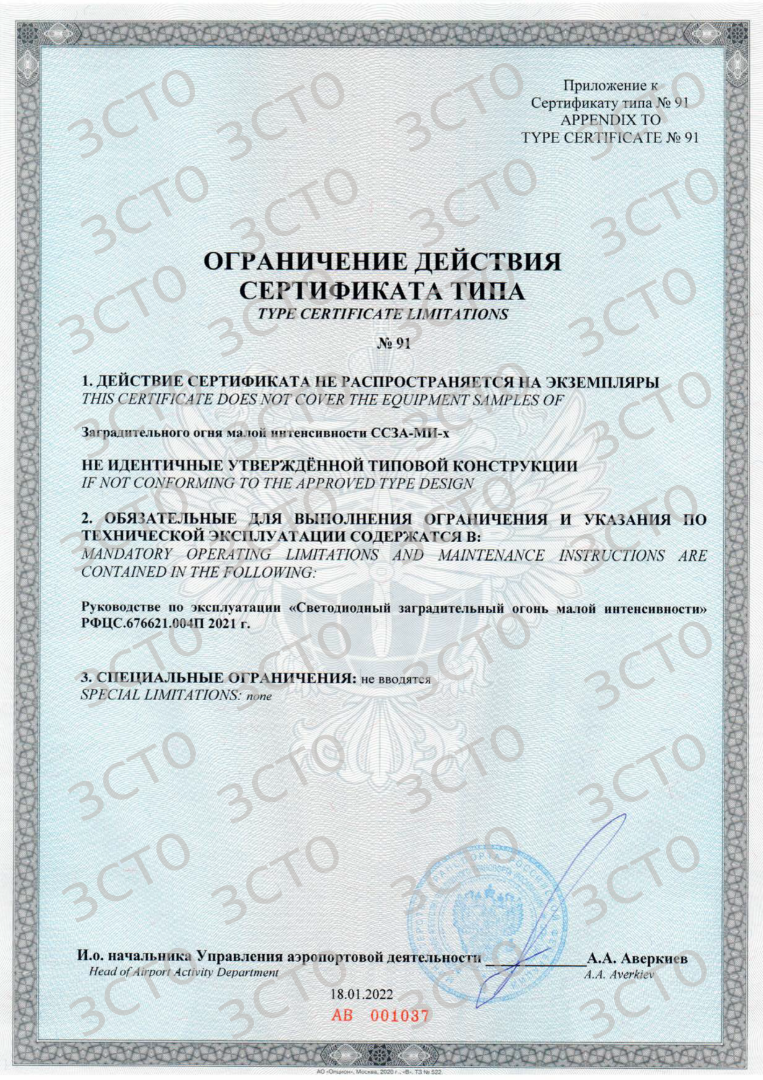 Приложение к
Сертификату типа № 91
APPENDIX TO
TYPE CERTIFICATE № 91
ОГРАНИЧЕНИЕ ДЕЙСТВИЯ
СЕРТИФИКАТА ТИПА
TYPE CERTIFICATE LIMITATIONS
№ 91
1. ДЕЙСТВИЕ СЕРТИФИКАТА НЕ РАСПРОСТРАНЯЕТСЯ НА ЭКЗЕМПЛЯРЫ
THIS CERTIFICATE DOES NOT COVER THE EQUIPMENT SAMPLES OF
Заградительного огня малой интенсивности ССЗА-МИ-х
НЕ ИДЕНТИЧНЫЕ УТВЕРЖДЁННОЙ ТИПОВОЙ КОНСТРУКЦИИ
IF NOT CONFORMING TO THE APPROVED TYPE DESIGN
2. ОБЯЗАТЕЛЬНЫЕ ДЛЯ ВЫПОЛНЕНИЯ ОГРАНИЧЕНИЯ И УКАЗАНИЯ ПО
ТЕХНИЧЕСКОЙ ЭКСПЛУАТАЦИИ СОДЕРЖАТСЯ В:
MANDATORY OPERATING LIMITATIONS AND MAINTENANCE INSTRUCTIONS ARE
CONTAINED IN THE FOLLOWING:
Руководстве по эксплуатации «Светодиодный заградительный огонь малой интенсивности»
РФЦС.676621.004П 2021 г.
3. СПЕЦИАЛЬНЫЕ ОГРАНИЧЕНИЯ: не вводятся
SPECIAL LIMITATIONS: none
И.о. начальника Управления аэропортовой деятельности А.А. Аверкиев
Head of Airport Activity Department A.A. Averkiev
18.01.2022
АВ 001037
АО «Опцион», Москва, 2020 г., «В», ТЗ № 522.